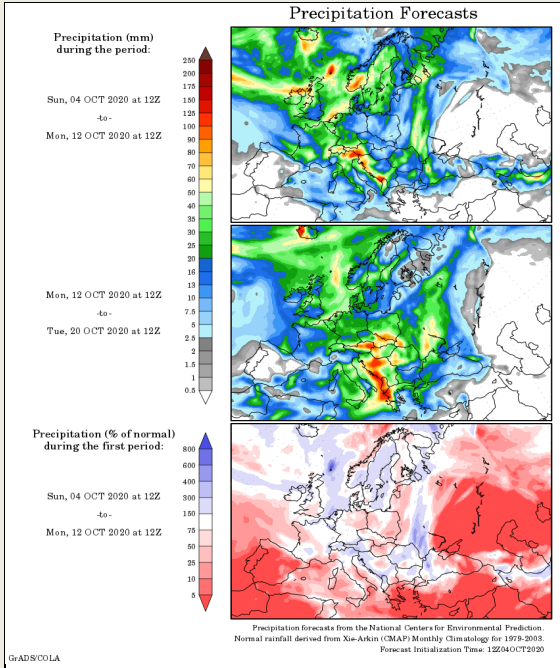 Precipitation Forecasts
Precipitation (mm)
during the period:
Sun, 04 OCT 2020 at 12Z
-to-
Mon, 12 OCT 2020 at 12Z
250
200
175
150
125
100
90
80
70
60
50
40
35
30
25
20
16
13
10
7.5
5
2.5
2
1.5
1
0.5
Mon, 12 OCT 2020 at 12Z
-to-
Tue, 20 OCT 2020 at 12Z
Precipitation (% of normal)
during the first period:
Sun, 04 OCT 2020 at 12Z
-to-
Mon, 12 OCT 2020 at 12Z
800
600
400
300
150
75
50
25
10
5
Precipitation forecasts from the National Centers for Environmental Prediction.
Normal rainfall derived from Xie-Arkin (CMAP) Monthly Climatology for 1979-2003.
Forecast Initialization Time: 12Z04OCT2020
GrADS/COLA